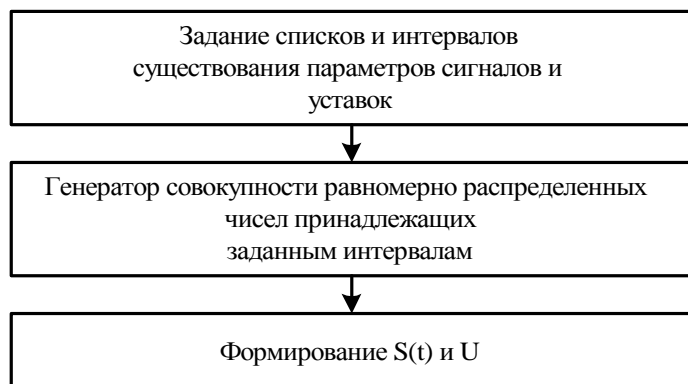 Задание списков и интервалов
существования параметров сигналов и
уставок
Генератор совокупности равномерно распределенных
чисел принадлежащих
заданным интервалам
Формирование S(t) и U